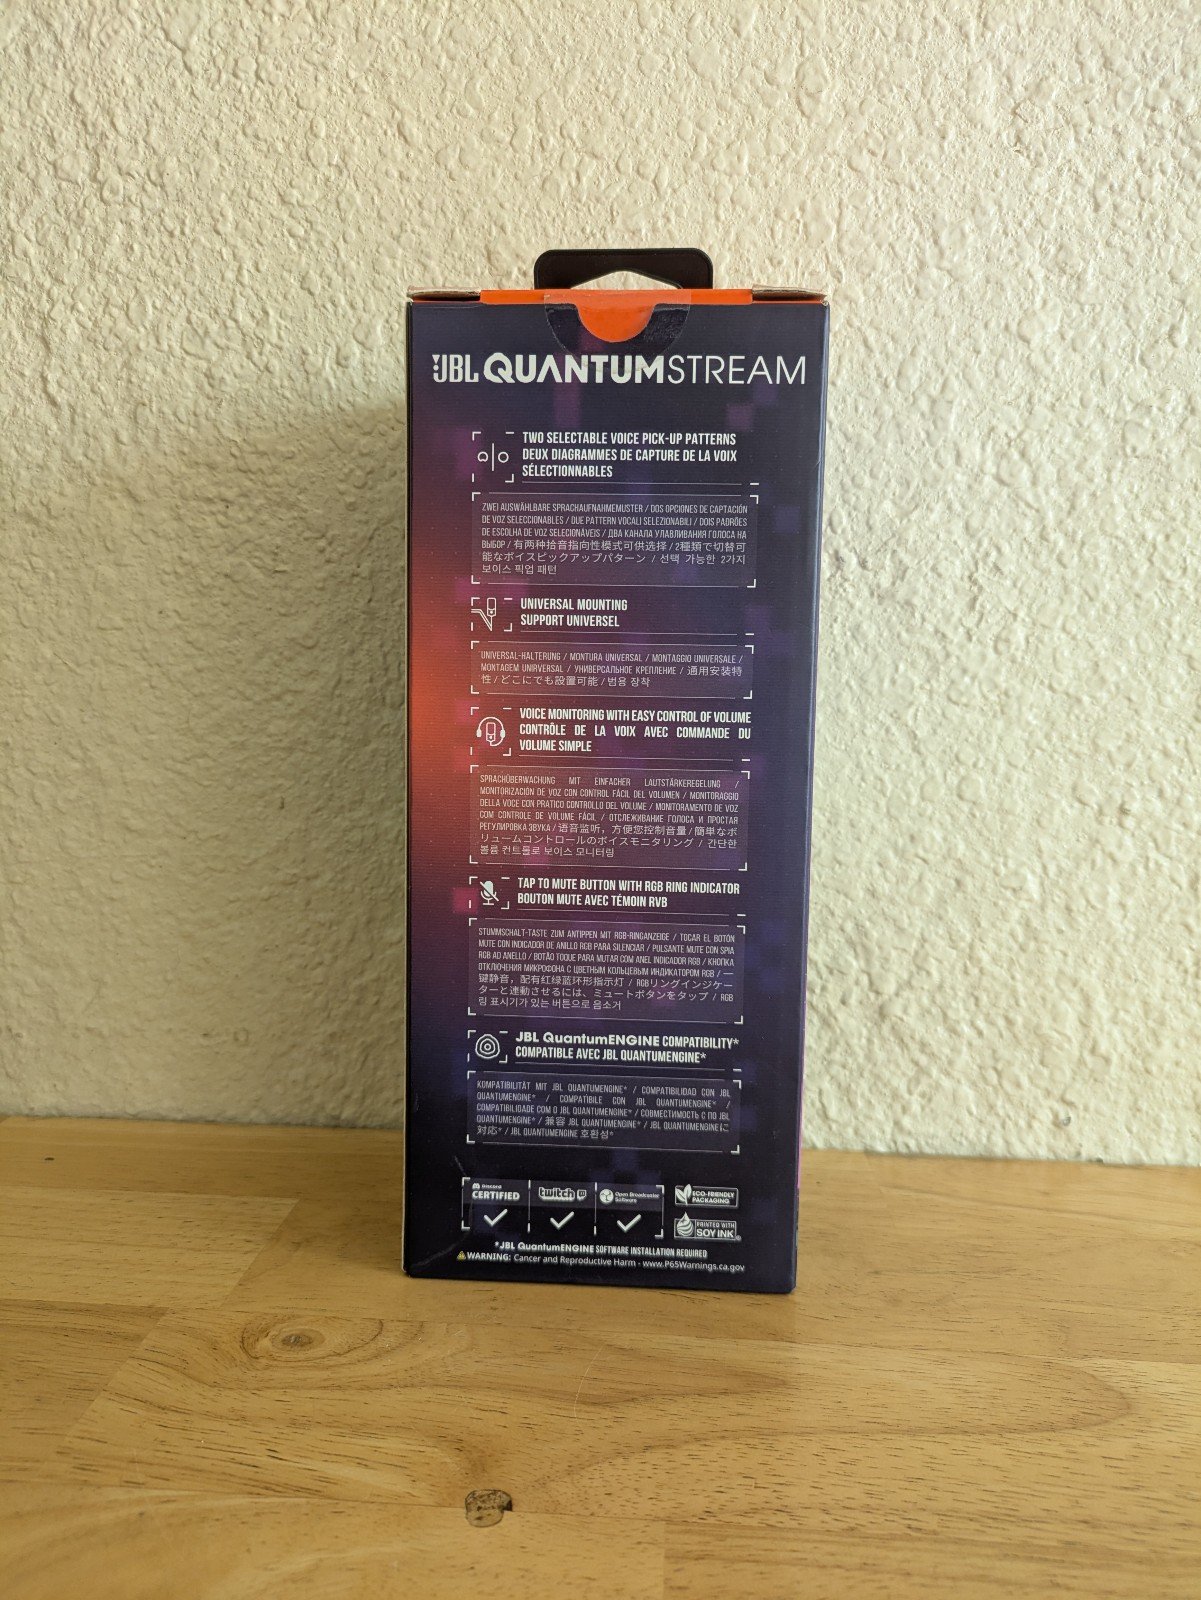 JBL QUANTUMSTREAM
TWO SELECTABLE VOICE PICK-UP PATTERNS
DEUX DIAGRAMMES DE CAPTURE DE LA VOIX
SÉLECTIONNABLES
ZWEI AUSWÄHLBARE SPRACHAUFNAHMEMUSTER / DOS OPCIONES DE CAPTACIÓN
DE VOZ SELECCIONABLES / DUE PATTERN VOCALI SELEZIONABILI / DOIS PADRÕES
DE ESCOLHA DE VOZ SELECIONÁVEIS / ДВА КАНАЛА УЛАВЛИВАНИЯ ГОЛОСА НА
ВЫБОР / 有两种拾音指向性模式可供选择 / 2種類で切替可
能なボイスピックアップパターン / 선택 가능한 2가지
보이스 픽업 패턴
UNIVERSAL MOUNTING
SUPPORT UNIVERSEL
UNIVERSAL-HALTERUNG / MONTURA UNIVERSAL / MONTAGGIO UNIVERSALE /
MONTAGEM UNIRVERSAL / УНИВЕРСАЛЬНОЕ КРЕПЛЕНИЕ / 通用安装特
性 / どこにでも設置可能 / 범용 장착
VOICE MONITORING WITH EASY CONTROL OF VOLUME
CONTRÔLE DE LA VOIX AVEC COMMANDE DU
VOLUME SIMPLE
SPRACHÜBERWACHUNG MIT EINFACHER LAUTSTÄRKEREGELUNG /
MONITORIZACIÓN DE VOZ CON CONTROL FÁCIL DEL VOLUMEN / MONITORAGGIO
DELLA VOCE CON PRATICO CONTROLLO DEL VOLUME / MONITORAMENTO DE VOZ
COM CONTROLE DE VOLUME FÁCIL / ОТСЛЕЖИВАНИЕ ГОЛОСА И ПРОСТАЯ
РЕГУЛИРОВКА ЗВУКА / 语音监听，方便您控制音量 / 簡単なボ
リュームコントロールのボイスモニタリング / 간단한
볼륨 컨트롤로 보이스 모니터링
TAP TO MUTE BUTTON WITH RGB RING INDICATOR
BOUTON MUTE AVEC TÉMOIN RVB
STUMMSCHALT-TASTE ZUM ANTIPPEN MIT RGB-RINGANZEIGE / TOCAR EL BOTÓN
MUTE CON INDICADOR DE ANILLO RGB PARA SILENCIAR / PULSANTE MUTE CON SPIA
RGB AD ANELLO / BOTÃO TOQUE PARA MUTAR COM ANEL INDICADOR RGB / КНОПКА
ОТКЛЮЧЕНИЯ МИКРОФОНА С ЦВЕТНЫМ КОЛЬЦЕВЫМ ИНДИКАТОРОМ RGB / 一
键静音，配有红绿蓝环形指示灯 / RGBリングインジケー
ターと連動させるには、ミュートボタンをタップ / RGB
링 표시기가 있는 버튼으로 음소거
JBL QuantumENGINE COMPATIBILITY*
COMPATIBLE AVEC JBL QUANTUMENGINE*
KOMPATIBILITÄT MIT JBL QUANTUMENGINE* / COMPATIBILIDAD CON JBL
QUANTUMENGINE* / COMPATIBILE CON JBL QUANTUMENGINE* /
COMPATIBILIDADE COM O JBL QUANTUMENGINE* / СОВМЕСТИМОСТЬ С ПО JBL
QUANTUMENGINE* / 兼容 JBL QUANTUMENGINE* / JBL QUANTUMENGINEに
対応* / JBL QUANTUMENGINE 호환성*
Discord CERTIFIED
twitch
Open Broadcaster Software
ECO-FRIENDLY PACKAGING
PRINTED WITH SOY INK
*JBL QuantumENGINE SOFTWARE INSTALLATION REQUIRED
WARNING: Cancer and Reproductive Harm - www.P65Warnings.ca.gov